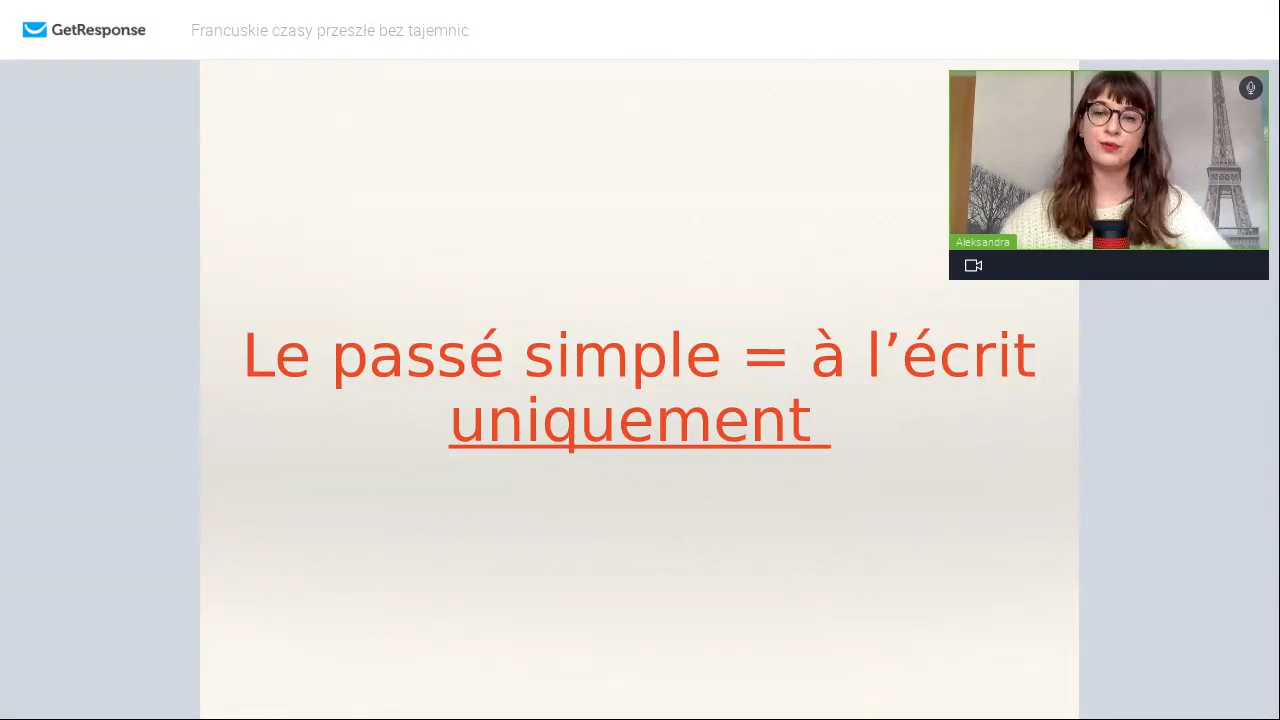 GetResponse
Francuskie czasy przeszłe bez tajemnic
Aleksandra
Le passé simple = à l’écrit
uniquement